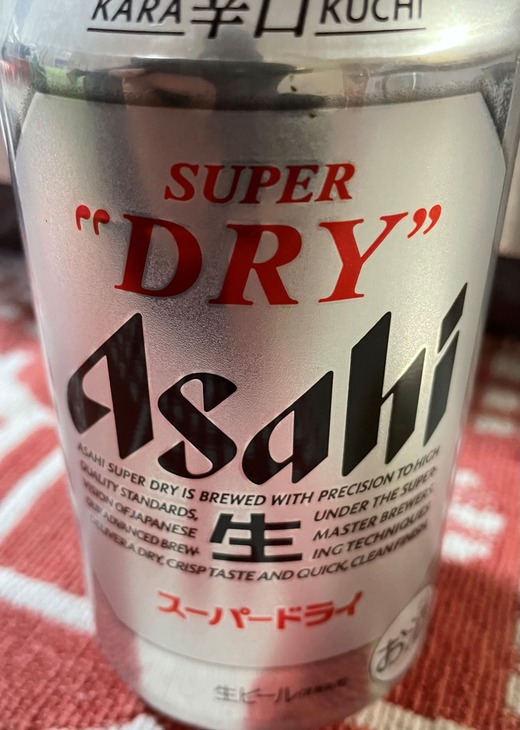 KARA 辛口 KUCHI
SUPER
“DRY”
Asahi
ASAHI SUPER DRY IS BREWED WITH PRECISION TO HIGH
QUALITY STANDARDS, UNDER THE SUPER-
VISION OF JAPANESE MASTER BREWERS.
OUR ADVANCED BREW- ING TECHNIQUES
DELIVER A DRY, CRISP TASTE AND QUICK, CLEAN FINISH.
生
スーパードライ
お酒
生ビール